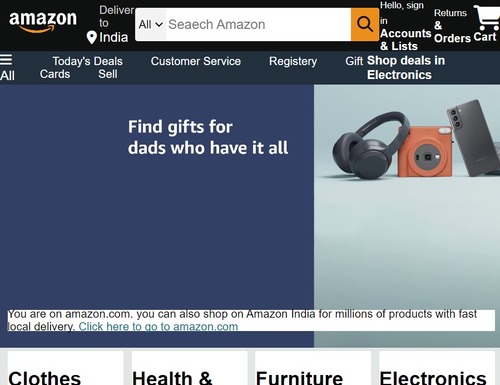 amazon
Deliver
to
India
All
Seaech Amazon
Hello, sign
in
Accounts
& Lists
Returns
&
Orders
Cart
All
Today's Deals Customer Service Registery Gift
Cards Sell
Shop deals in
Electronics
Find gifts for
dads who have it all
You are on amazon.com. you can also shop on Amazon India for millions of products with fast
local delivery. Click here to go to amazon.com
Clothes Health & Furniture Electronics